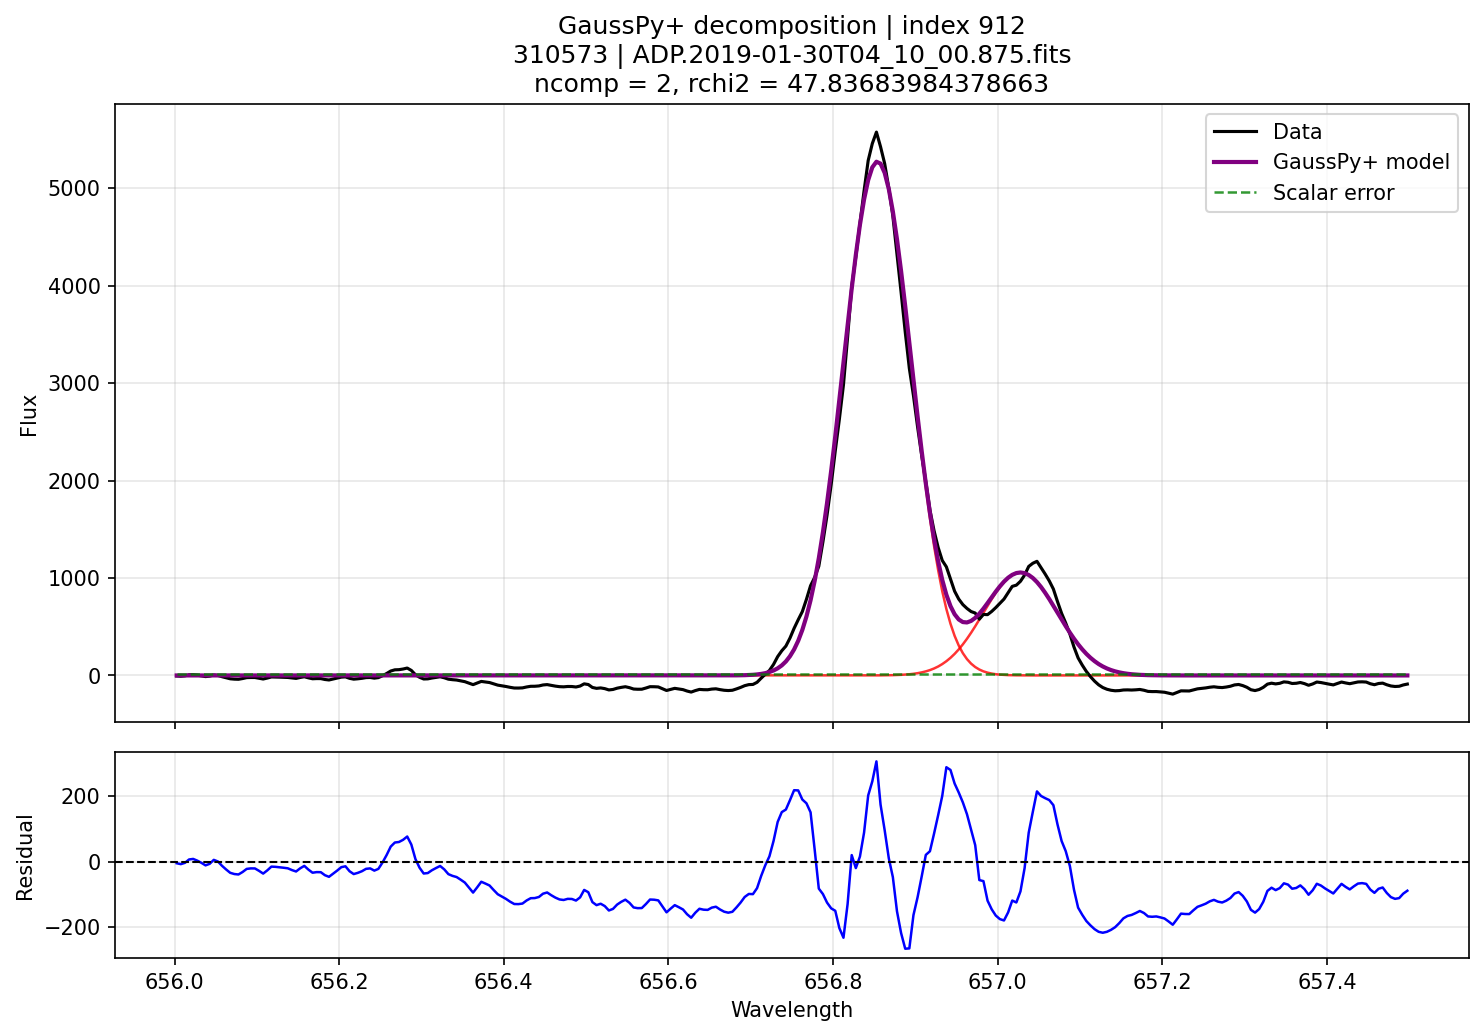 GaussPy+ decomposition | index 912
310573 | ADP.2019-01-30T04_10_00.875.fits
ncomp = 2, rchi2 = 47.83683984378663
Data
GaussPy+ model
Scalar error
Flux
5000
4000
3000
2000
1000
0
Residual
200
0
−200
656.0 656.2 656.4 656.6 656.8 657.0 657.2 657.4
Wavelength